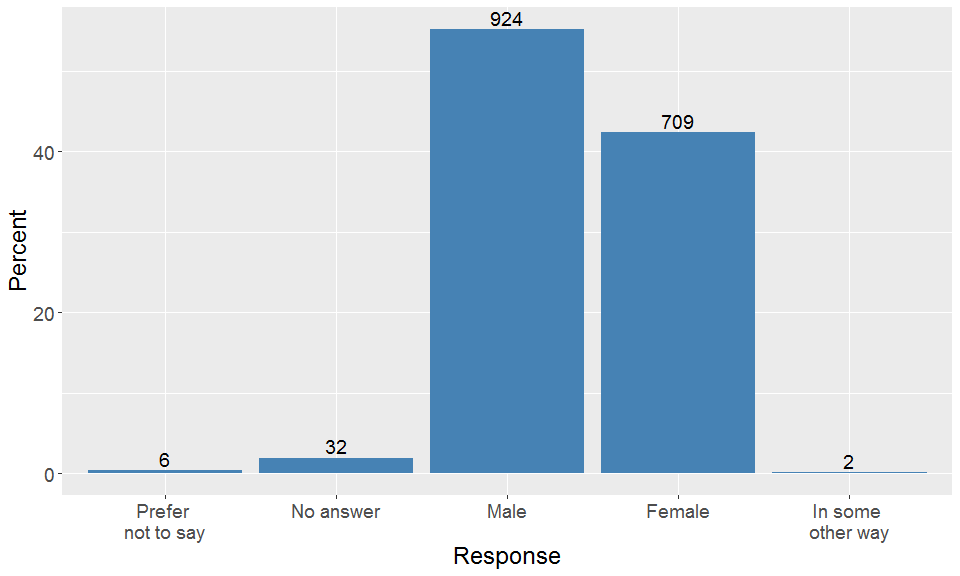 924
709
32
6
2
40
20
0
Percent
Prefer
not to say
No answer
Male
Female
In some
other way
Response